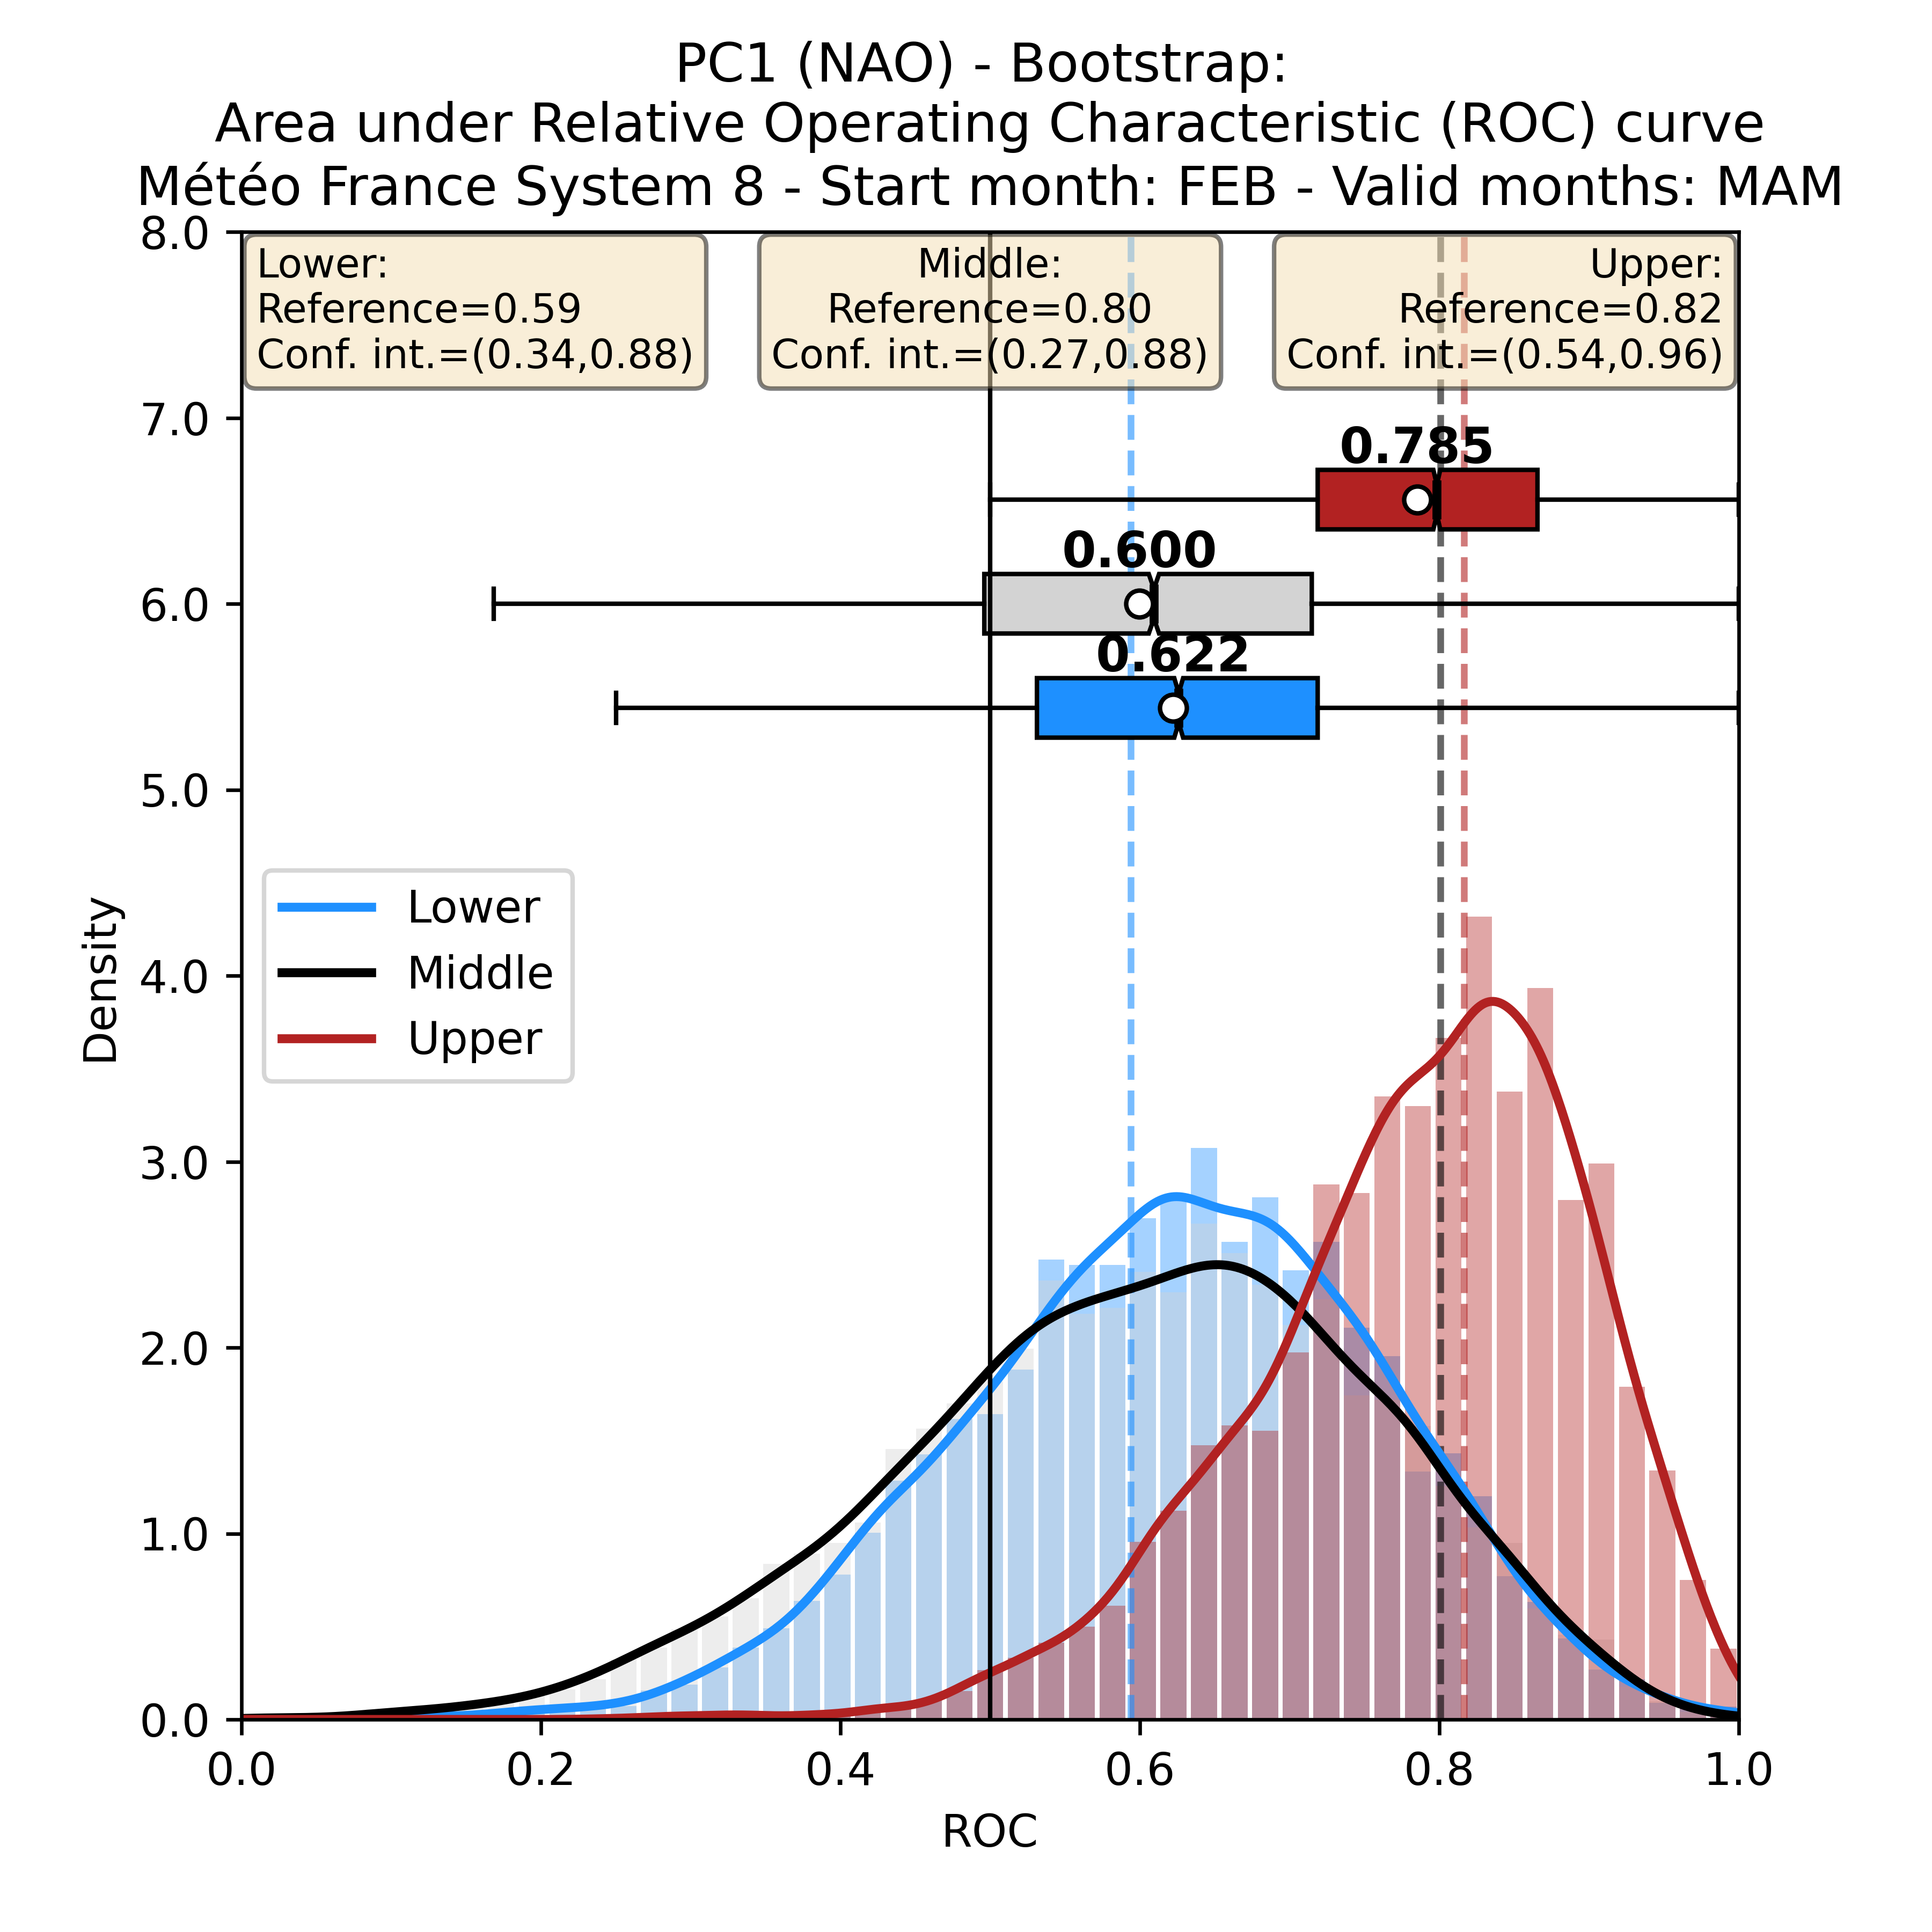 PC1 (NAO) - Bootstrap:
Area under Relative Operating Characteristic (ROC) curve
Météo France System 8 - Start month: FEB - Valid months: MAM
Lower:
Reference=0.59
Conf. int.=(0.34,0.88)
Middle:
Reference=0.80
Conf. int.=(0.27,0.88)
Upper:
Reference=0.82
Conf. int.=(0.54,0.96)
0.785
0.600
0.622
Lower
Middle
Upper
Density
8.0
7.0
6.0
5.0
4.0
3.0
2.0
1.0
0.0
0.0
0.2
0.4
0.6
0.8
1.0
ROC